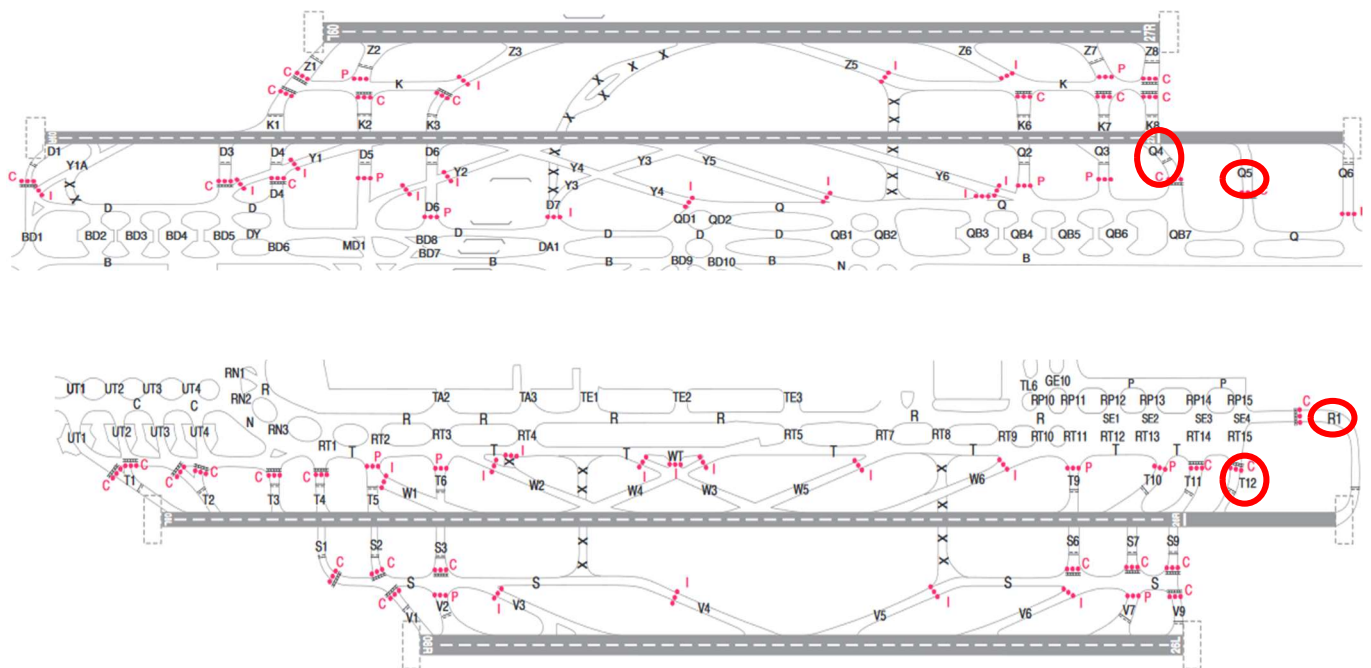 160
27R
Z1 Z2 Z3 Z5 Z6 Z7 Z8
C P I I I P C
K K
C C C C C C
K1 K2 K3 K6 K7 K8
D1 D3 D4 D5 D6 Q2 Q3 Q4 Q5 Q6
Y1A Y1 Y2 Y4 Y3 Y5 Y6
X X X X X X X
C I C I I C P I I I I P P C C I
D4 D6 Y3 D7 Y4
D D P I QD1 QD2 Q Q
BD1 BD2 BD3 BD4 BD5 DY BD6 MD1 BD8 BD7 D DA1 D D D QB1 QB2 QB3 QB4 QB5 QB6 QB7 Q
B B B BD9 BD10 B N B
UT1 UT2 UT3 UT4 RN1 R TA2 TA3 TE1 TE2 TE3 TL6 GE10 P P
C C RN2 RP10 RP11 RP12 RP13 RP14 RP15 C
N R R R R R R SE1 SE2 SE3 SE4 R1
UT1 UT2 UT3 UT4 RN3 RT1 RT2 RT3 RT4 RT5 RT7 RT8 RT9 RT10 RT11 RT12 RT13 RT14 RT15
T T T WT T T T
C C C C C P I P I I I I I I P P C C
T1 T2 T3 T4 T5 W1 T6 X W2 W4 W3 W5 W6 T9 T10 T11 T12
X X
26R
S1 S2 S3 X X S6 S7 S9
C C C C C C
S S S S
C P I I I I P C
V1 V2 V3 V4 V5 V6 V7 V9
08R 26L